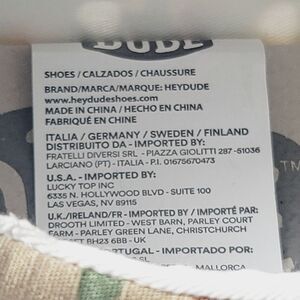 DUDE
SHOES / CALZADOS / CHAUSSURE
BRAND/MARCA/MARQUE: HEYDUDE
www.heydudeshoes.com
MADE IN CHINA / HECHO EN CHINA
FABRIQUÉ EN CHINE
ITALIA / GERMANY / SWEDEN / FINLAND
DISTRIBUITO DA - IMPORTED BY:
FRATELLI DIVERSI SRL - PIAZZA GIOLITTI 287 -51036
LARCIANO (PT) - ITALIA - P.I. 01675670473
U.S.A. - IMPORTED BY:
LUCKY TOP INC
6335 N. HOLLYWOOD BLVD - SUITE 100
LAS VEGAS, NV 89115
U.K./IRELAND/FR - IMPORTED BY / IMPORTÉ PAR:
DROOTH LIMITED - WEST BARN, PARLEY COURT
FARM - PARLEY GREEN LANE, CHRISTCHURCH
BH23 6BB - UK
PORTUGAL - IMPORTADO POR:
SL
MALLORCA
TM